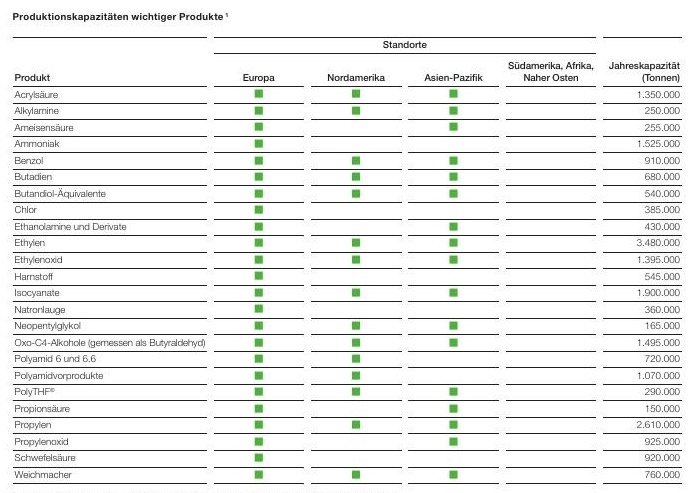 Produktionskapazitäten wichtiger Produkte ¹
Standorte
Südamerika, Afrika, Jahreskapazität
Produkt Europa Nordamerika Asien-Pazifik Naher Osten (Tonnen)
Acrylsäure ■ ■ ■ 1.350.000
Alkylamine ■ ■ ■ 250.000
Ameisensäure ■ ■ 255.000
Ammoniak ■ 1.525.000
Benzol ■ ■ ■ 910.000
Butadien ■ ■ ■ 680.000
Butandiol-Äquivalente ■ ■ ■ 540.000
Chlor ■ 385.000
Ethanolamine und Derivate ■ ■ 430.000
Ethylen ■ ■ ■ 3.480.000
Ethylenoxid ■ ■ ■ 1.395.000
Harnstoff ■ 545.000
Isocyanate ■ ■ ■ 1.900.000
Natronlauge ■ 360.000
Neopentylglykol ■ ■ ■ 165.000
Oxo-C4-Alkohole (gemessen als Butyraldehyd) ■ ■ ■ 1.495.000
Polyamid 6 und 6.6 ■ ■ 720.000
Polyamidvorprodukte ■ ■ 1.070.000
PolyTHF® ■ ■ ■ 290.000
Propionsäure ■ ■ 150.000
Propylen ■ ■ ■ 2.610.000
Propylenoxid ■ ■ 925.000
Schwefelsäure ■ 920.000
Weichmacher ■ ■ ■ 760.000